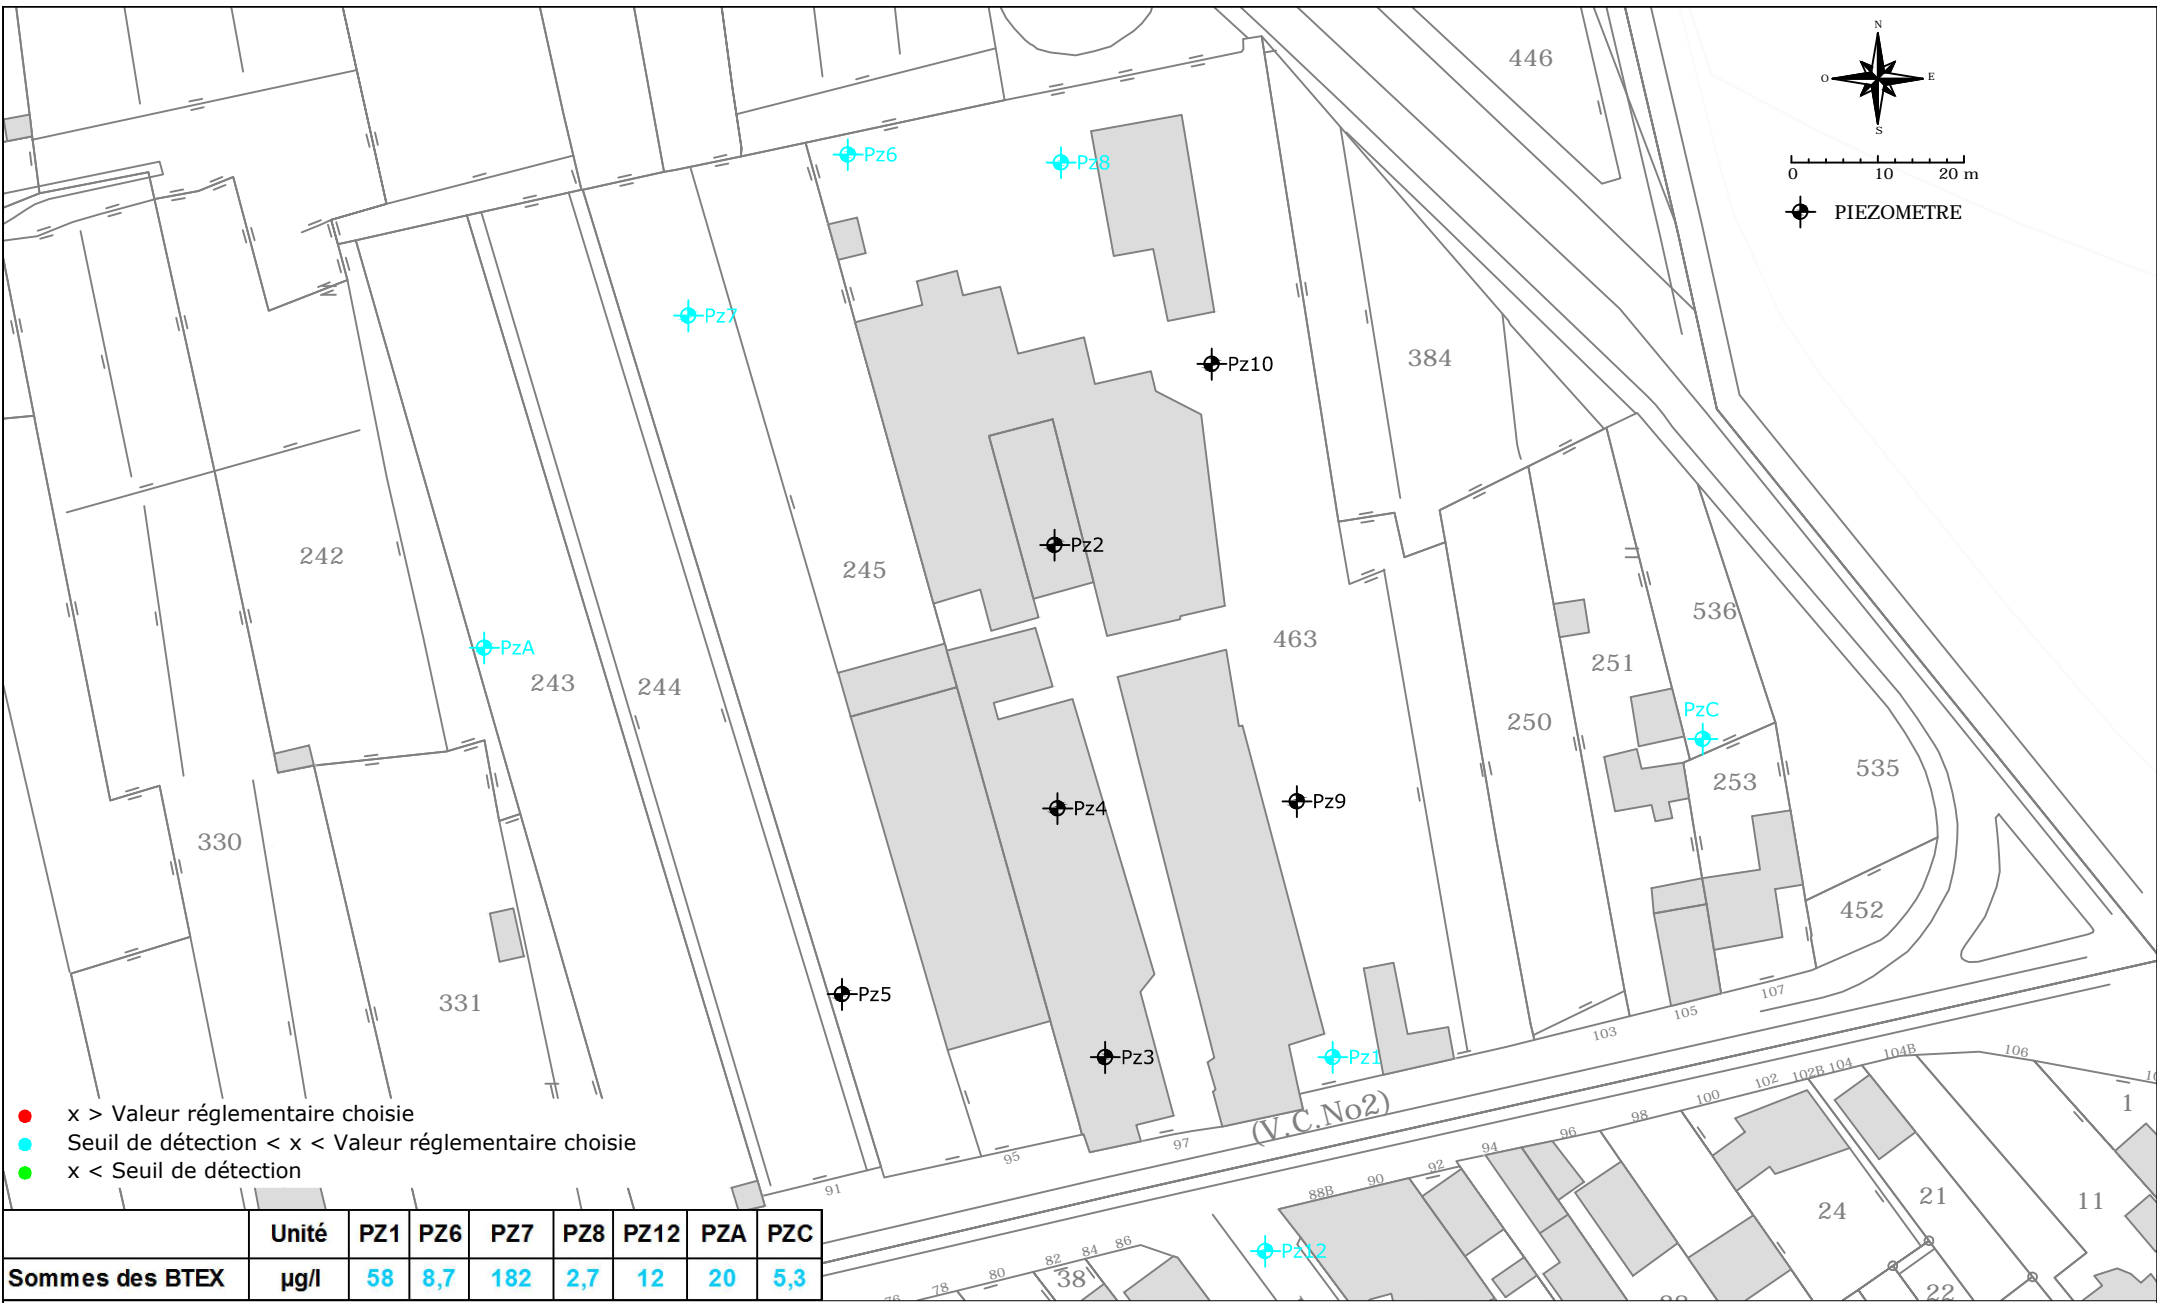 446
N
O
E
S
0 10 20 m
PIEZOMETRE
Pz6
Pz8
Pz7
Pz10
384
Pz2
242
245
536
463
PzA
243
244
251
250
PzC
253
535
Pz4
Pz9
330
452
331
Pz5
Pz3
Pz1
107
105
103
(V.C.No2)
97
95
91
106
104B
104
102B
102
100
98
96
94
92
90
88B
86
84
82
80
78
76
1
11
21
24
22
38
Pz12
x > Valeur réglementaire choisie
Seuil de détection < x < Valeur réglementaire choisie
x < Seuil de détection
Unité PZ1 PZ6 PZ7 PZ8 PZ12 PZA PZC
Sommes des BTEX µg/l 58 8,7 182 2,7 12 20 5,3